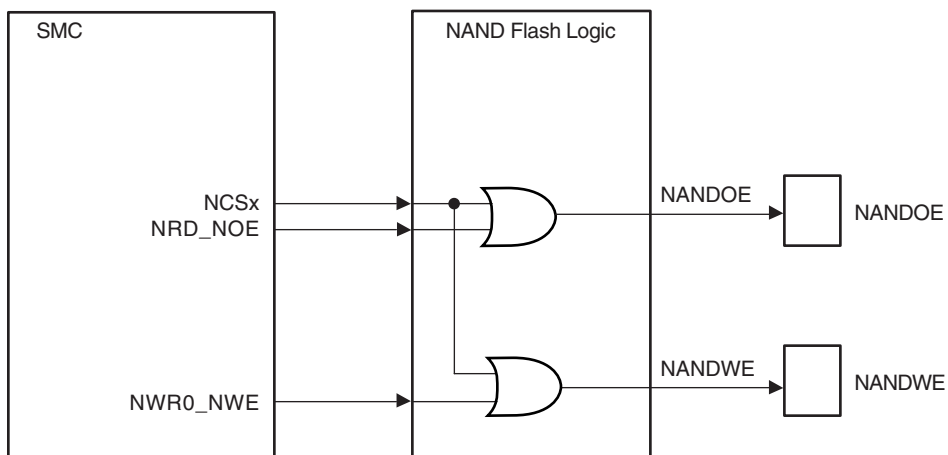 SMC
NAND Flash Logic
NCSx
NRD_NOE
NANDOE
NANDOE
NWR0_NWE
NANDWE
NANDWE